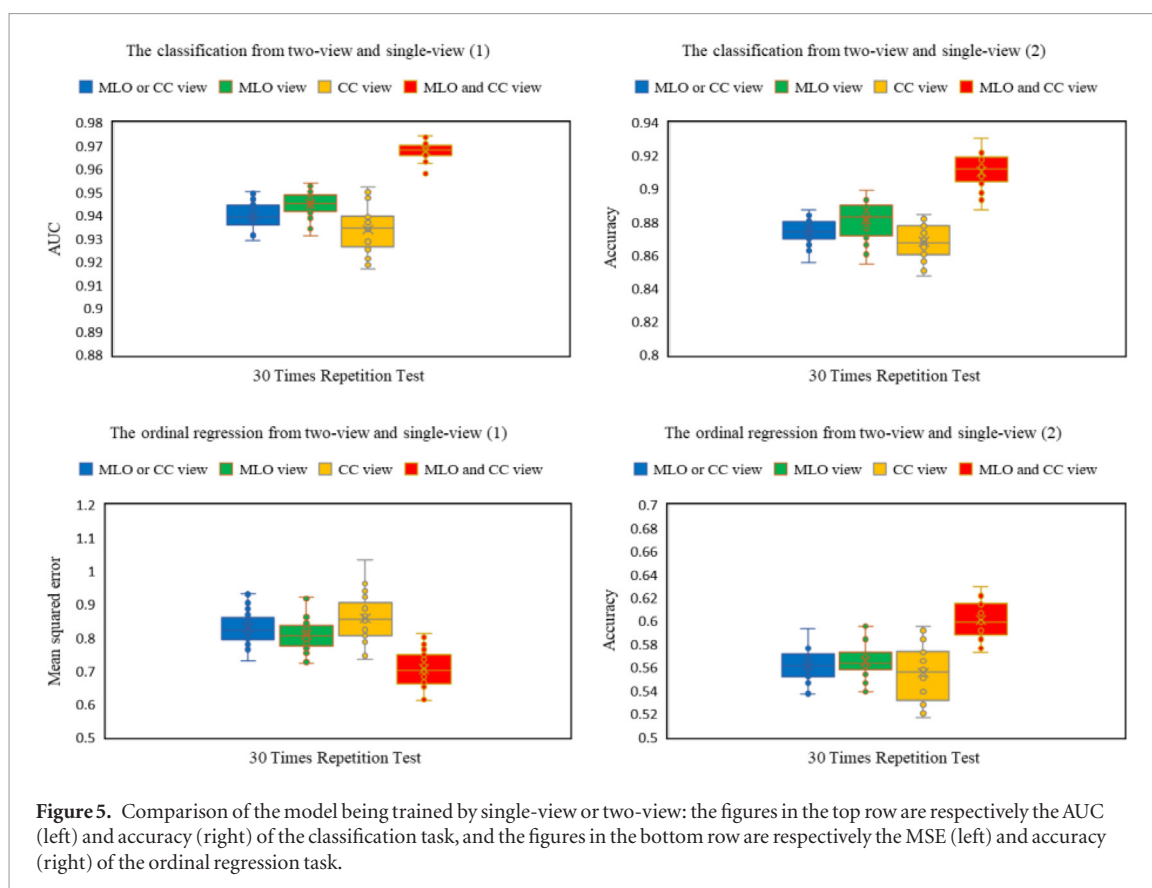 The classification from two-view and single-view (1)
MLO or CC view MLO view CC view MLO and CC view
0.98
0.97
0.96
0.95
0.94
0.93
0.92
0.91
0.9
0.89
0.88
AUC
30 Times Repetition Test
The classification from two-view and single-view (2)
MLO or CC view MLO view CC view MLO and CC view
0.94
0.92
0.9
0.88
0.86
0.84
0.82
0.8
Accuracy
30 Times Repetition Test
The ordinal regression from two-view and single-view (1)
MLO or CC view MLO view CC view MLO and CC view
1.2
1.1
1
0.9
0.8
0.7
0.6
0.5
Mean squared error
30 Times Repetition Test
The ordinal regression from two-view and single-view (2)
MLO or CC view MLO view CC view MLO and CC view
0.7
0.68
0.66
0.64
0.62
0.6
0.58
0.56
0.54
0.52
0.5
Accuracy
30 Times Repetition Test
Figure 5. Comparison of the model being trained by single-view or two-view: the figures in the top row are respectively the AUC
(left) and accuracy (right) of the classification task, and the figures in the bottom row are respectively the MSE (left) and accuracy
(right) of the ordinal regression task.